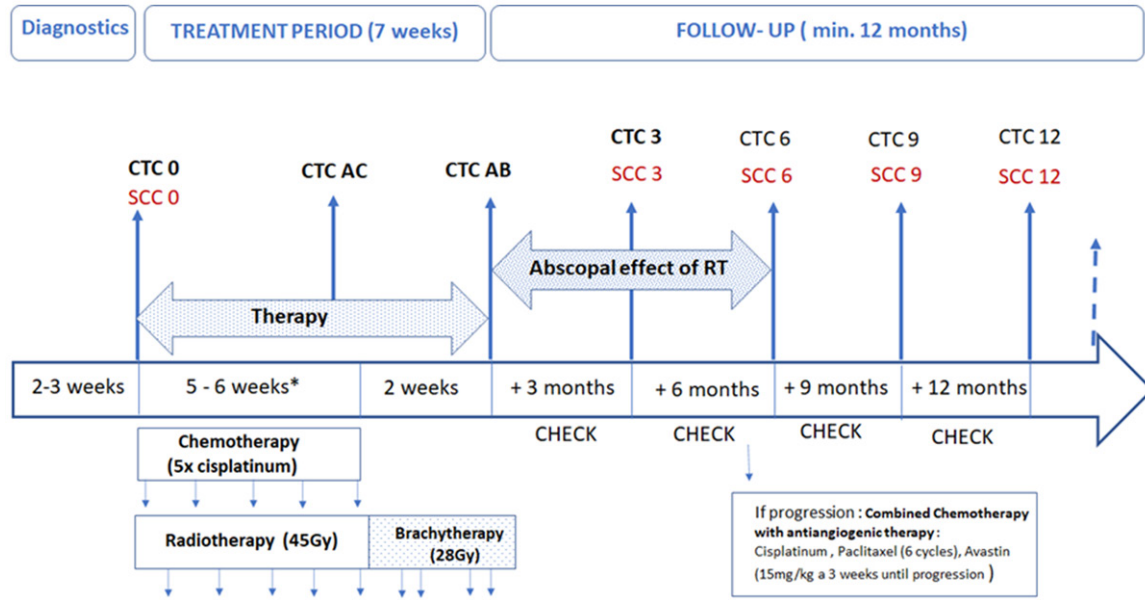 Diagnostics
TREATMENT PERIOD (7 weeks)
FOLLOW- UP ( min. 12 months)
CTC 0
SCC 0
CTC AC
CTC AB
CTC 3
SCC 3
CTC 6
SCC 6
CTC 9
SCC 9
CTC 12
SCC 12
Therapy
Abscopal effect of RT
2-3 weeks
5 - 6 weeks*
2 weeks
+ 3 months
+ 6 months
+ 9 months
+ 12 months
CHECK
CHECK
CHECK
CHECK
Chemotherapy
(5x cisplatinum)
Radiotherapy (45Gy)
Brachytherapy
(28Gy)
If progression : Combined Chemotherapy
with antiangiogenic therapy :
Cisplatinum , Paclitaxel (6 cycles), Avastin
(15mg/kg a 3 weeks until progression )